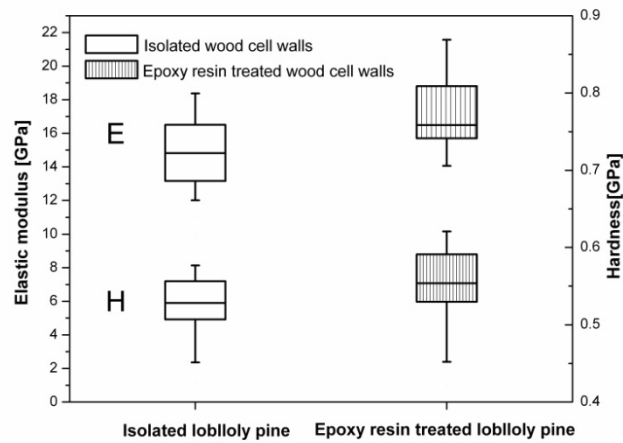 22
20
18
16
14
12
10
8
6
4
2
0
Elastic modulus [GPa]
Isolated wood cell walls
Epoxy resin treated wood cell walls
E
H
0.9
0.8
0.7
0.6
0.5
0.4
Hardness[GPa]
Isolated loblloly pine
Epoxy resin treated loblloly pine